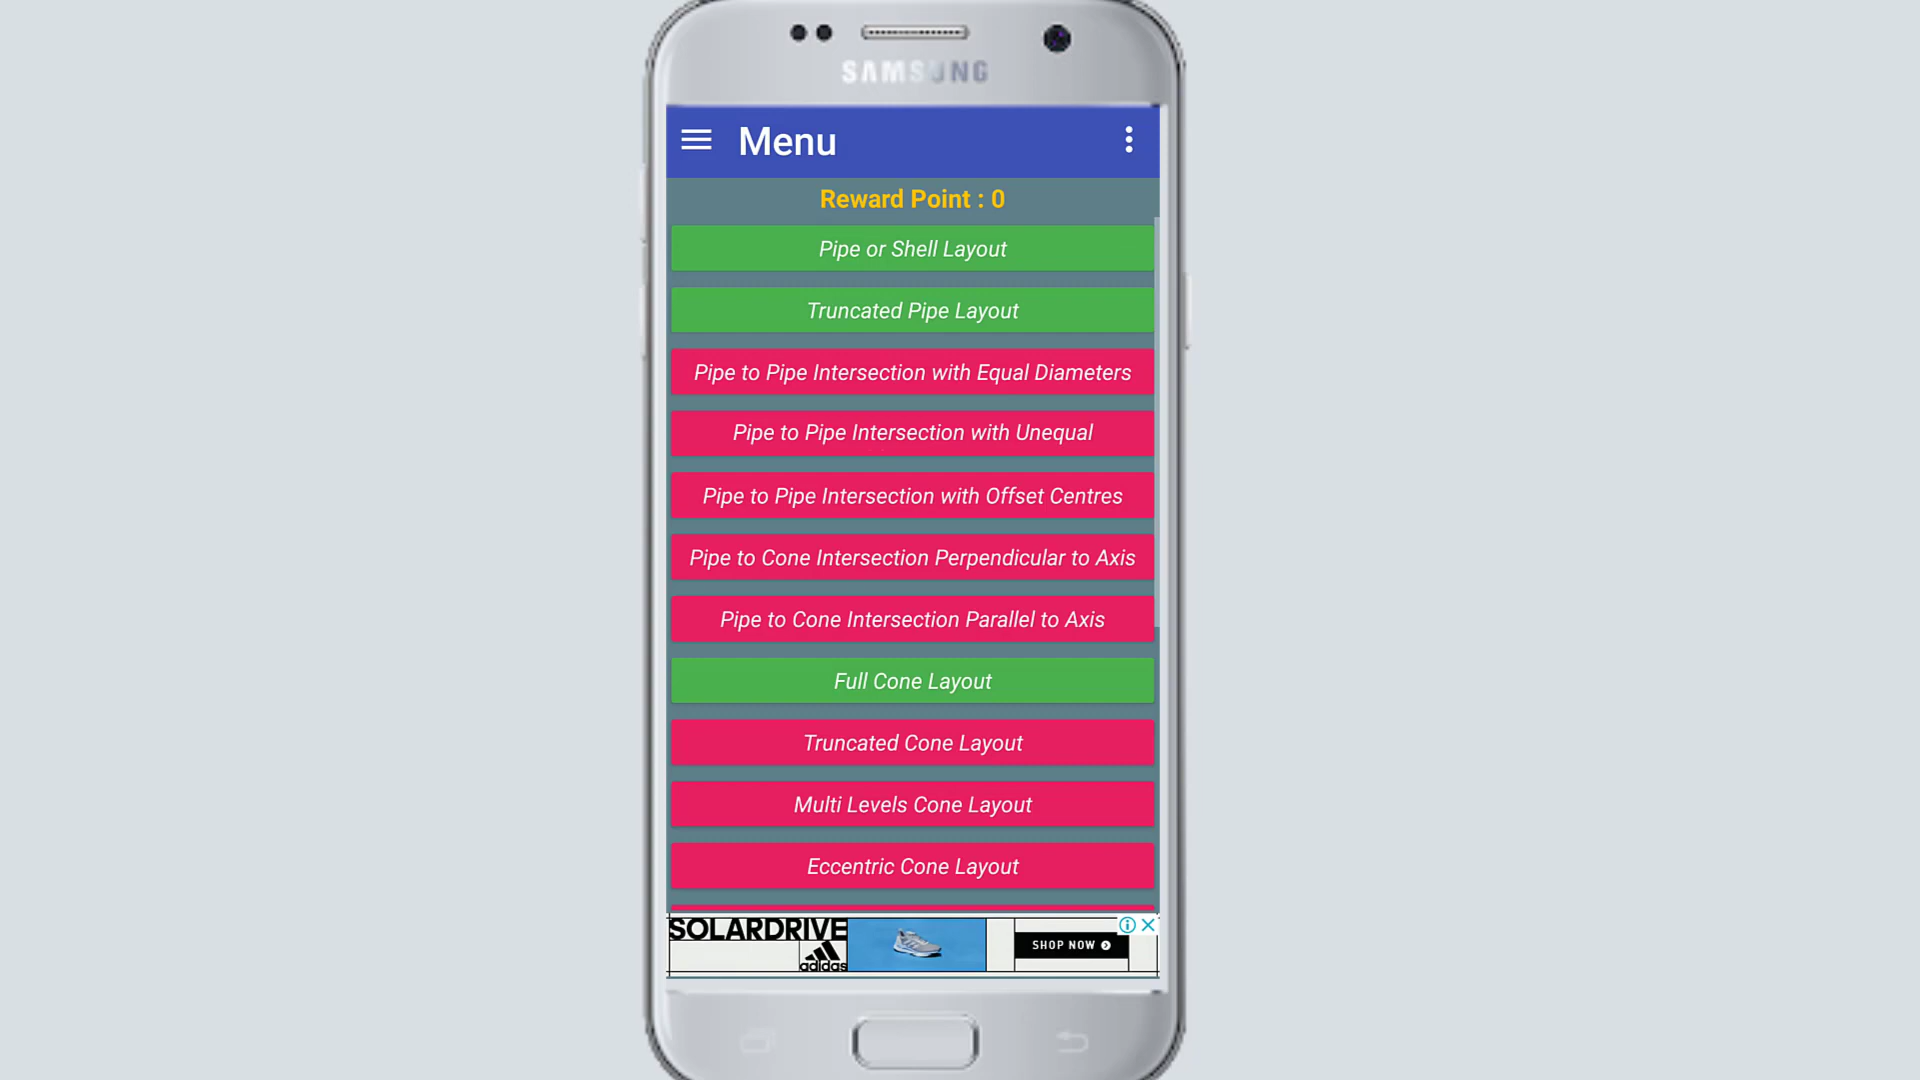 SAMSUNG
Menu
Reward Point : 0
Pipe or Shell Layout
Truncated Pipe Layout
Pipe to Pipe Intersection with Equal Diameters
Pipe to Pipe Intersection with Unequal
Pipe to Pipe Intersection with Offset Centres
Pipe to Cone Intersection Perpendicular to Axis
Pipe to Cone Intersection Parallel to Axis
Full Cone Layout
Truncated Cone Layout
Multi Levels Cone Layout
Eccentric Cone Layout
SOLARDRIVE
adidas
SHOP NOW